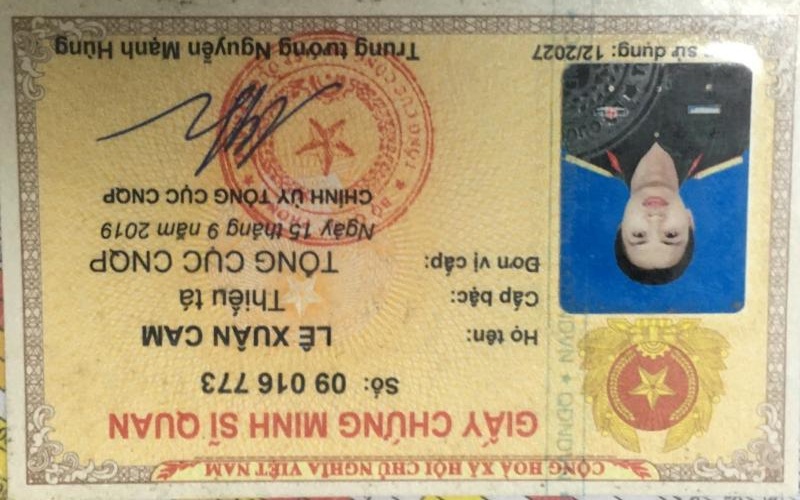 CỘNG HOÀ XÃ HỘI CHỦ NGHĨA VIỆT NAM
GIẤY CHỨNG MINH SĨ QUAN
Số: 09 016 773
Họ tên: LÊ XUÂN CAM
Cấp bậc: Thiếu tá
Đơn vị cấp: TỔNG CỤC CNQP
Ngày 15 tháng 9 năm 2019
CHÍNH ỦY TỔNG CỤC CNQP
sử dụng: 12/2027
Trung tướng Nguyễn Mạnh Hùng
QĐNDVN ★ QĐNDVN